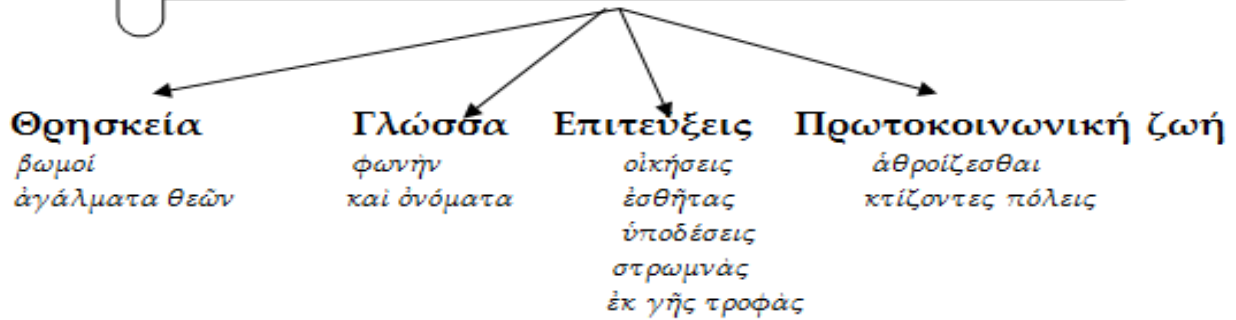 Θρησκεία
βωμοί
ἀγάλματα θεῶν
Γλώσσα
φωνὴν
καὶ ὀνόματα
Επιτεύξεις
οἰκήσεις
ἐσθῆτας
ὑποδέσεις
στρωμνὰς
ἐκ γῆς τροφὰς
Πρωτοκοινωνική ζωή
ἁθροίζεσθαι
κτίζοντες πόλεις